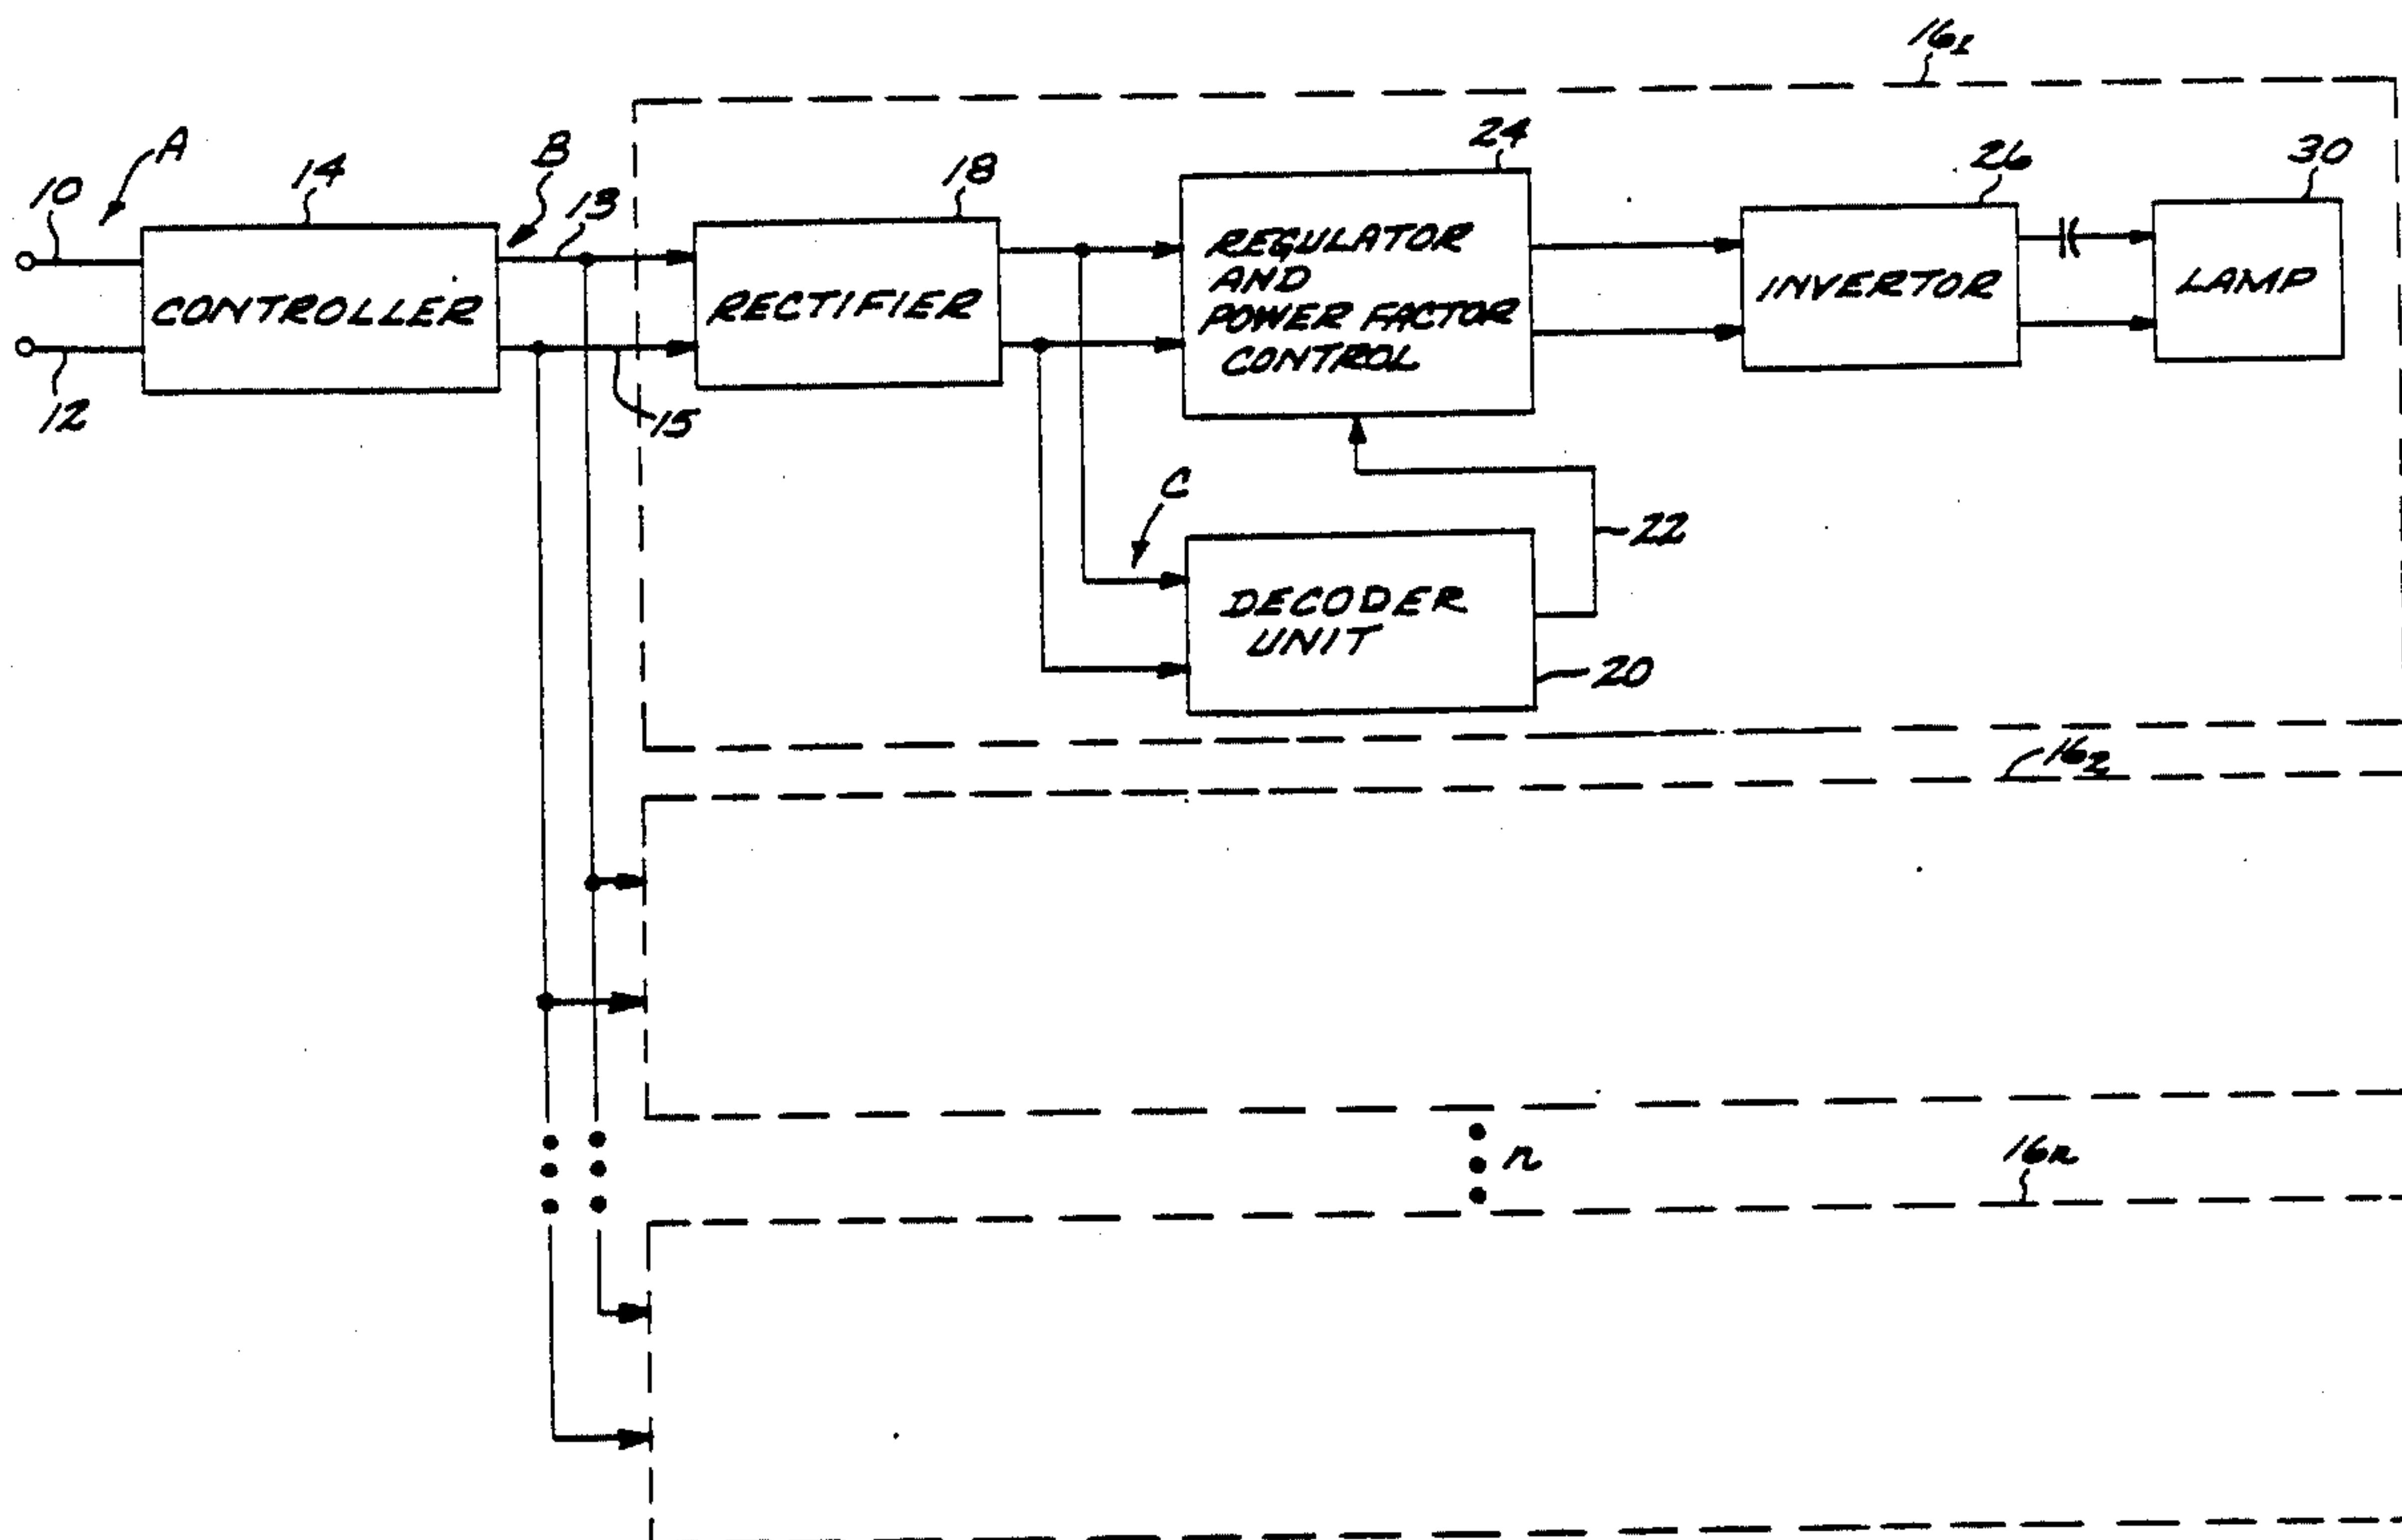 16₁
A
B
10
14
13
18
24
26
30
CONTROLLER
RECTIFIER
REGULATOR
AND
POWER FACTOR
CONTROL
INVERTOR
LAMP
12
15
C
22
DECODER
UNIT
20
16₂
n
16n